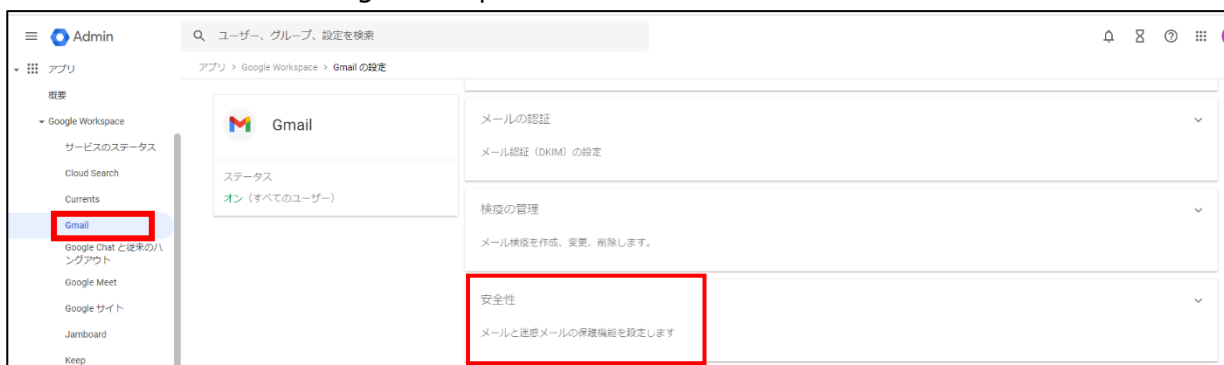 Admin
ユーザー、グループ、設定を検索
アプリ
アプリ > Google Workspace > Gmail の設定
概要
Google Workspace
サービスのステータス
Cloud Search
Currents
Gmail
Google Chat と従来のハ
ングアウト
Google Meet
Google サイト
Jamboard
Keep
Gmail
ステータス
オン（すべてのユーザー）
メールの認証
メール認証（DKIM）の設定
検疫の管理
メール検疫を作成、変更、削除します。
安全性
メールと迷惑メールの保護機能を設定します